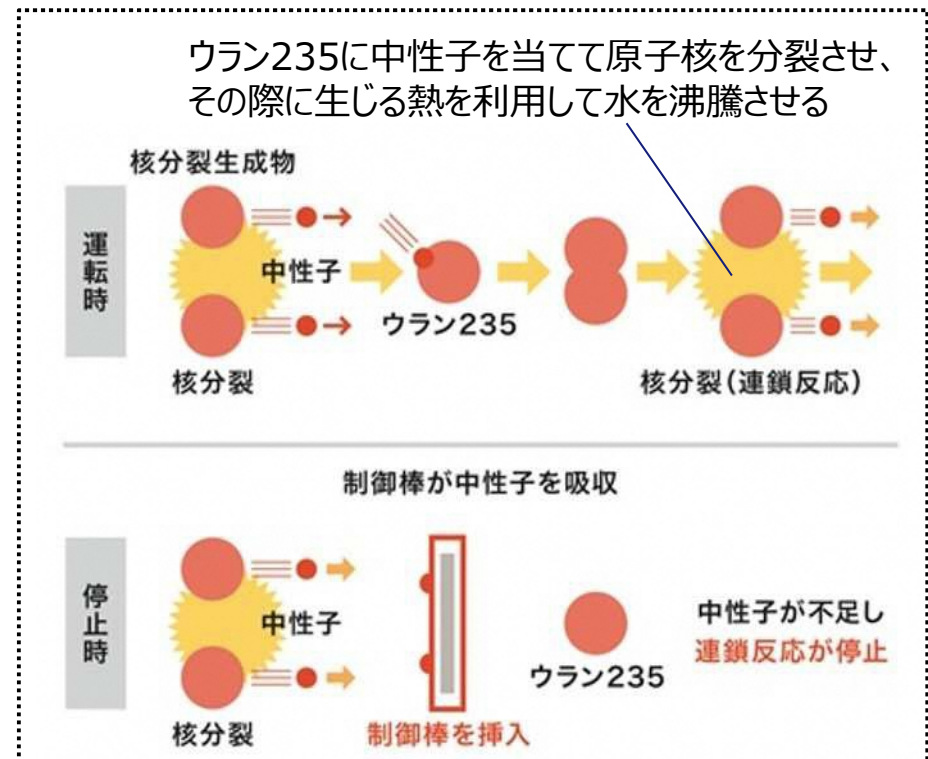 ウラン235に中性子を当てて原子核を分裂させ、
その際に生じる熱を利用して水を沸騰させる
核分裂生成物
運転時
中性子
ウラン235
核分裂
核分裂(連鎖反応)
制御棒が中性子を吸収
停止時
中性子
ウラン235
中性子が不足し
連鎖反応が停止
核分裂
制御棒を挿入